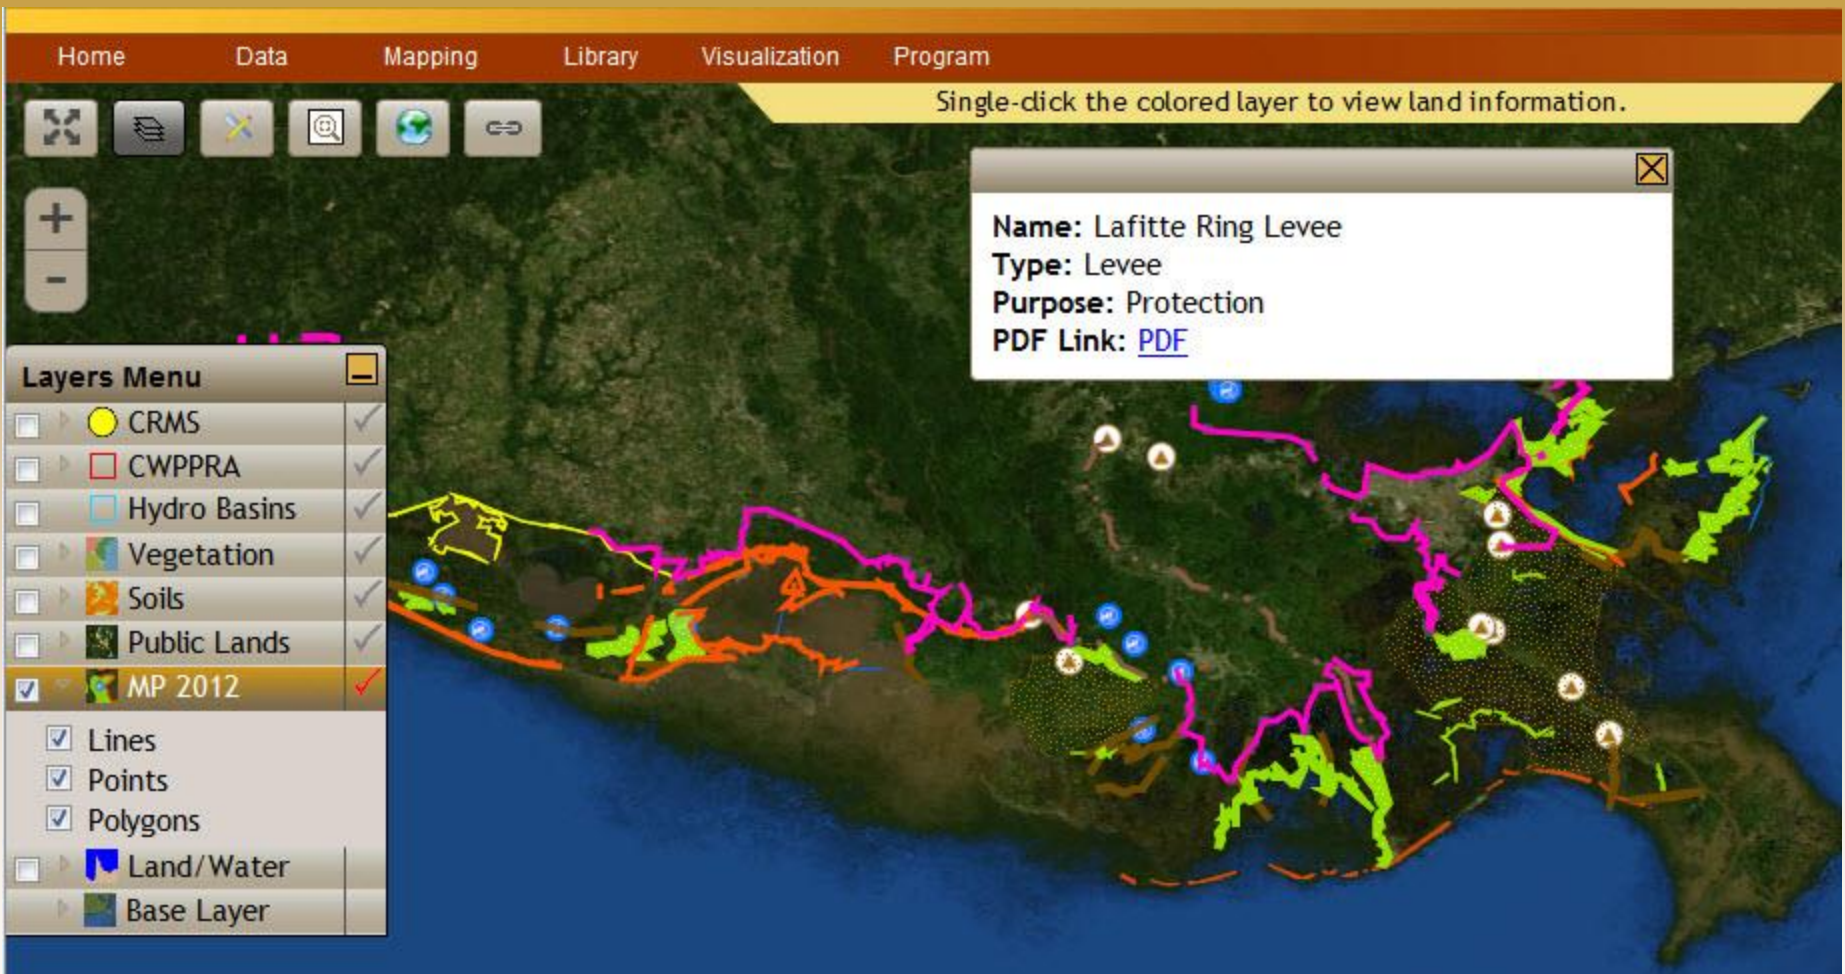 Home Data Mapping Library Visualization Program
Single-click the colored layer to view land information.
Name: Lafitte Ring Levee
Type: Levee
Purpose: Protection
PDF Link: PDF
Layers Menu
CRMS
CWPPRA
Hydro Basins
Vegetation
Soils
Public Lands
MP 2012
Lines
Points
Polygons
Land/Water
Base Layer